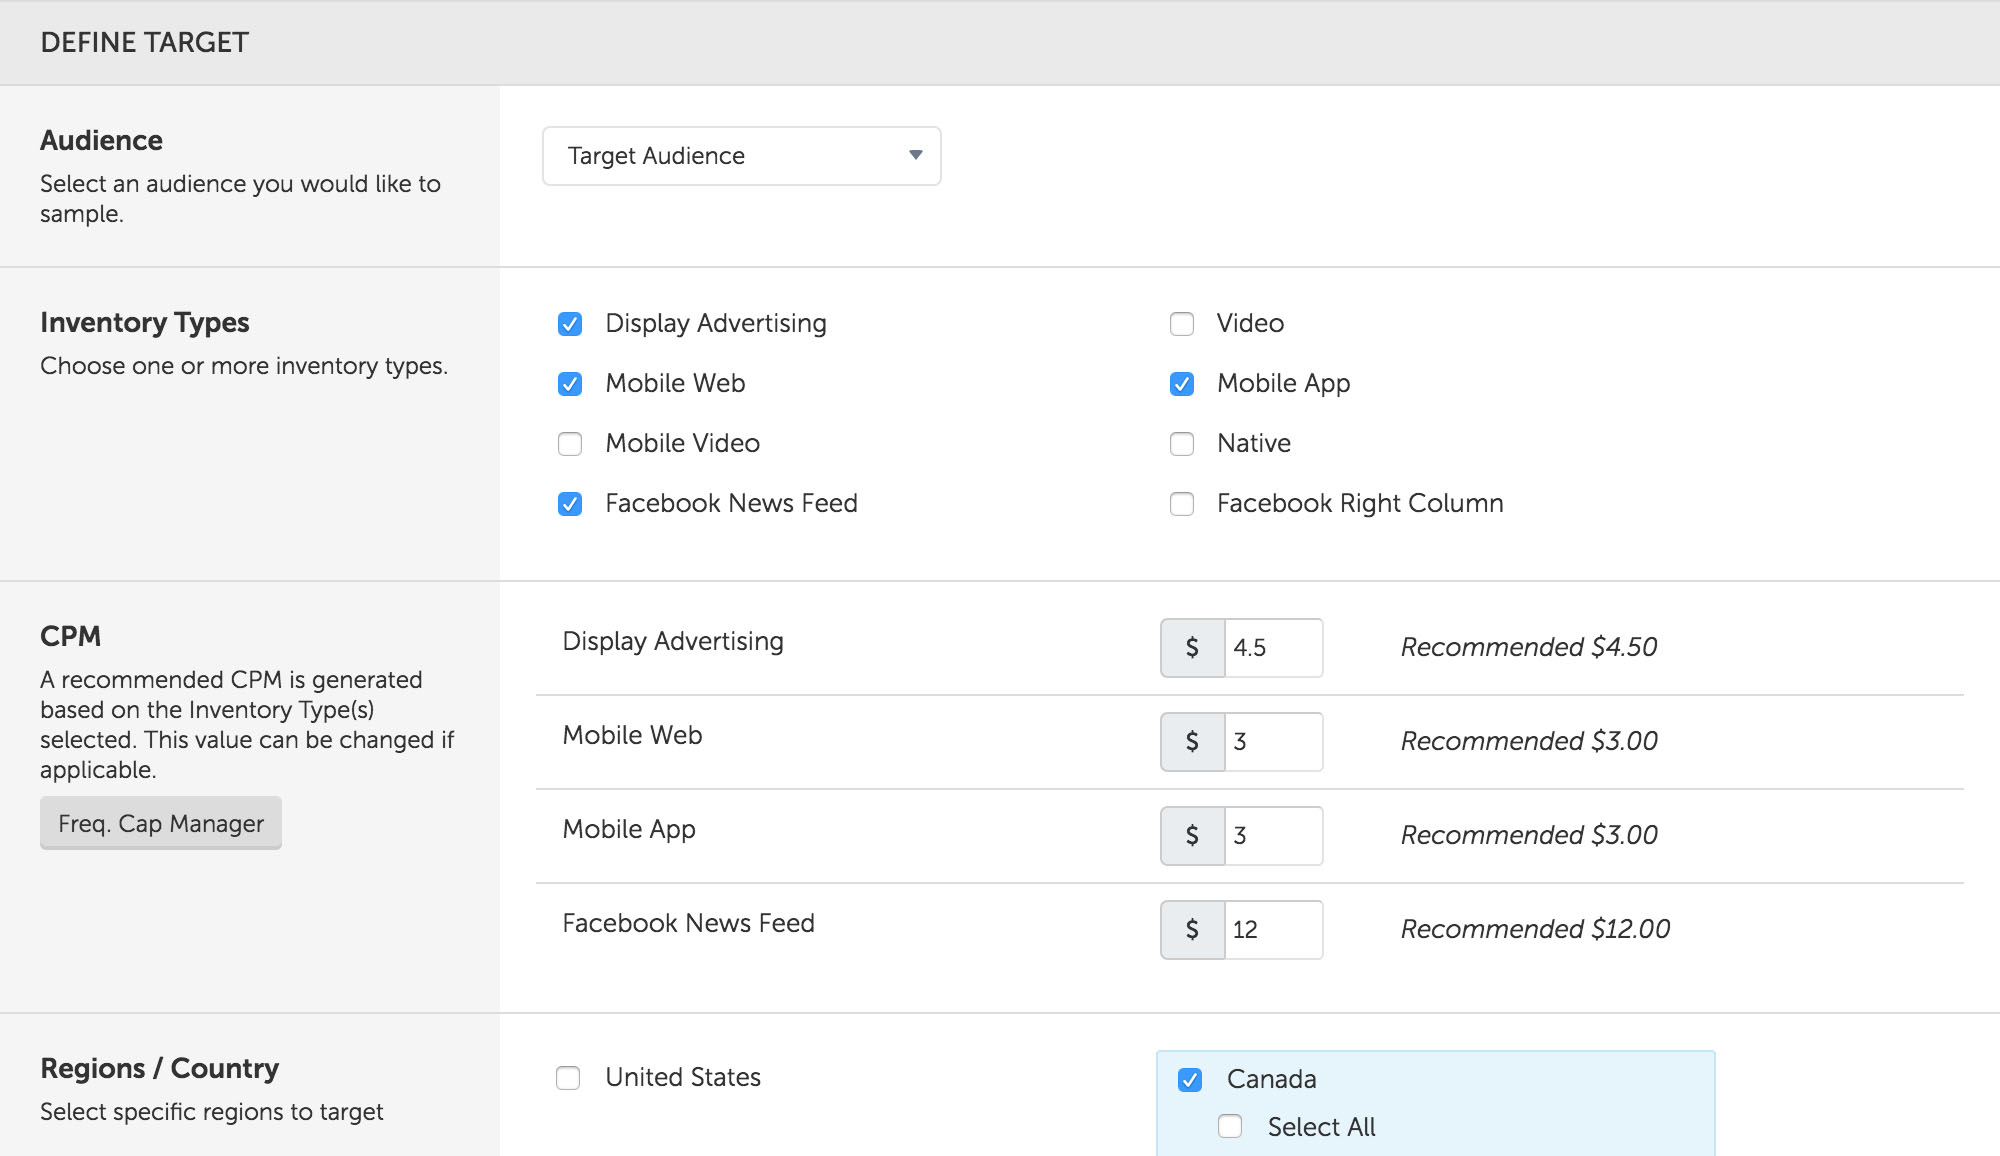 DEFINE TARGET
Audience
Select an audience you would like to
sample.
Target Audience
Inventory Types
Choose one or more inventory types.
Display Advertising
Video
Mobile Web
Mobile App
Mobile Video
Native
Facebook News Feed
Facebook Right Column
CPM
A recommended CPM is generated
based on the Inventory Type(s)
selected. This value can be changed if
applicable.
Freq. Cap Manager
Display Advertising $ 4.5 Recommended $4.50
Mobile Web $ 3 Recommended $3.00
Mobile App $ 3 Recommended $3.00
Facebook News Feed $ 12 Recommended $12.00
Regions / Country
Select specific regions to target
United States
Canada
Select All